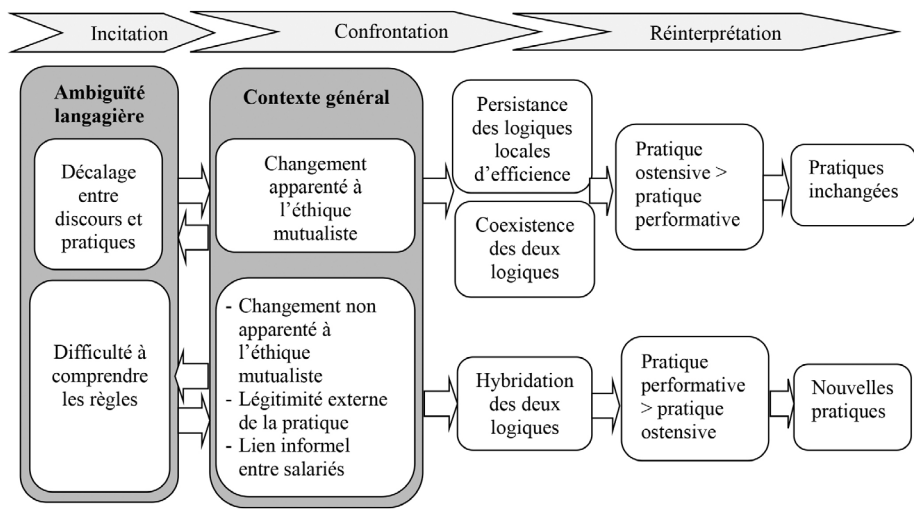 Incitation
Confrontation
Réinterprétation
Ambiguïté
langagière
Décalage
entre
discours et
pratiques
Difficulté à
comprendre
les règles
Contexte général
Changement
apparenté à
l’éthique
mutualiste
- Changement non
apparenté à
l’éthique
mutualiste
- Légitimité externe
de la pratique
- Lien informel
entre salariés
Persistance
des logiques
locales
d’efficience
Coexistence
des deux
logiques
Pratique
ostensive >
pratique
performative
Pratiques
inchangées
Hybridation
des deux
logiques
Pratique
performative
> pratique
ostensive
Nouvelles
pratiques